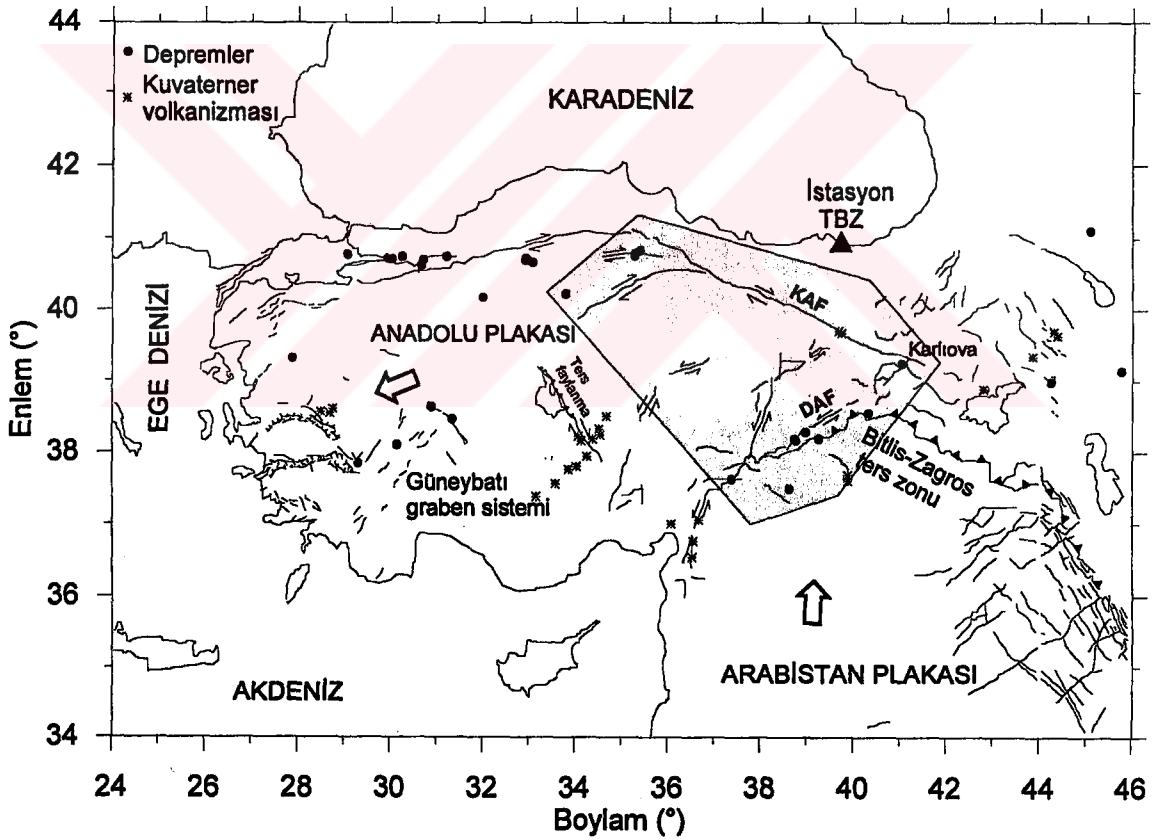 44
42
40
38
36
34
Enlem (°)
Depremler
Kuvaterner
volkanizması
KARADENİZ
İstasyon
TBZ
EGE DENİZİ
ANADOLU PLAKASI
KAF
Karlıova
Ters
faylanma
DAF
Bitlis-Zagros
ters zonu
Güneybatı
graben sistemi
ARABİSTAN PLAKASI
AKDENİZ
24 26 28 30 32 34 36 38 40 42 44 46
Boylam (°)